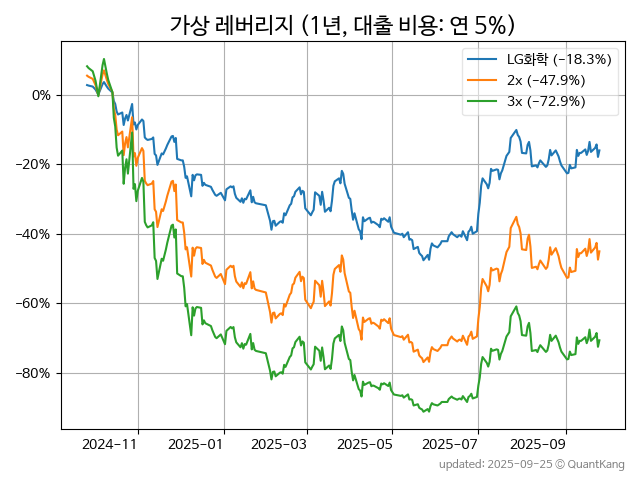 가상 레버리지 (1년, 대출 비용: 연 5%)
LG화학 (−18.3%)
2x (−47.9%)
3x (−72.9%)
0%
−20%
−40%
−60%
−80%
2024−11 2025−01 2025−03 2025−05 2025−07 2025−09
updated: 2025-09-25 © QuantKang